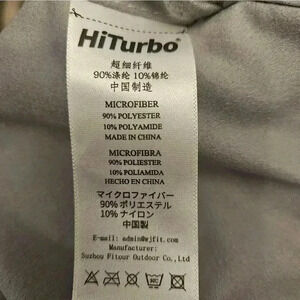 HiTurbo
超细纤维
90%涤纶 10%锦纶
中国制造
MICROFIBER
90% POLYESTER
10% POLYAMIDE
MADE IN CHINA
MICROFIBRA
90% POLIESTER
10% POLIAMIDA
HECHO EN CHINA
マイクロファイバー
90% ポリエステル
10% ナイロン
中国製
E-mail: admin@wjfit.com
Manufacturer:
Suzhou Fitour Outdoor Co., Ltd